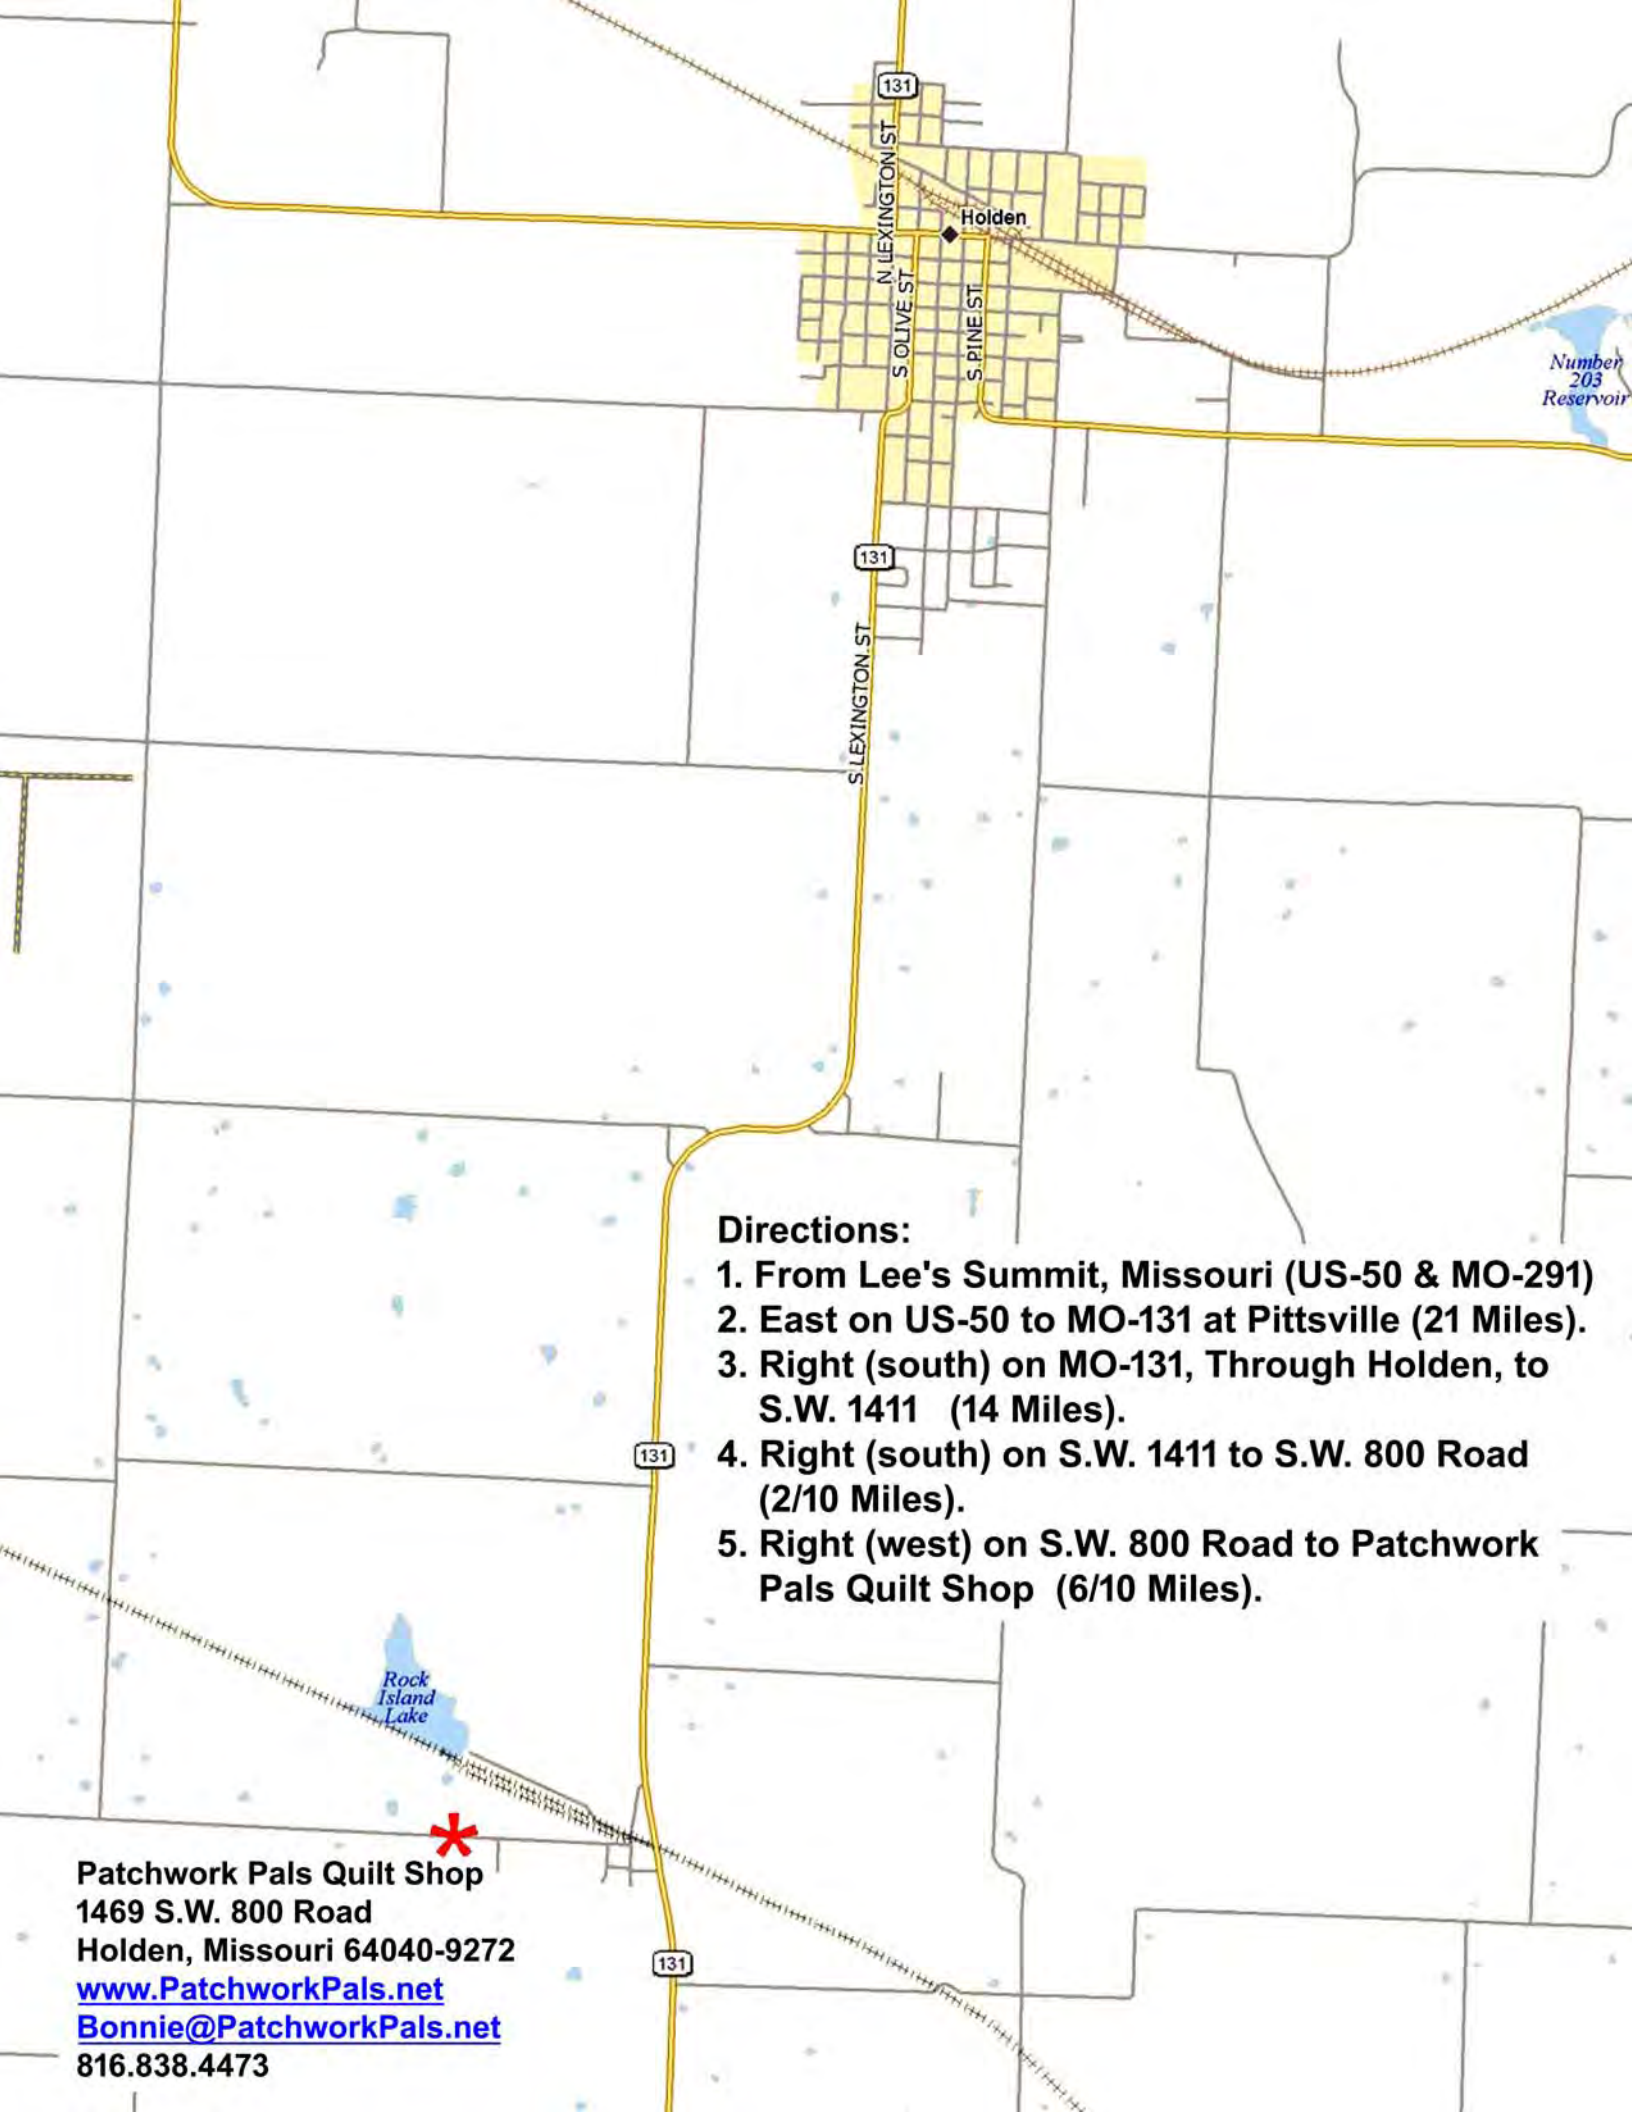 131
N LEXINGTON ST
Holden
S OLIVE ST
S PINE ST
Number
203
Reservoir
131
S LEXINGTON ST
Directions:
1. From Lee's Summit, Missouri (US-50 & MO-291)
2. East on US-50 to MO-131 at Pittsville (21 Miles).
3. Right (south) on MO-131, Through Holden, to
S.W. 1411 (14 Miles).
131
4. Right (south) on S.W. 1411 to S.W. 800 Road
(2/10 Miles).
5. Right (west) on S.W. 800 Road to Patchwork
Pals Quilt Shop (6/10 Miles).
Rock
Island
Lake
*
Patchwork Pals Quilt Shop
1469 S.W. 800 Road
Holden, Missouri 64040-9272
131
www.PatchworkPals.net
Bonnie@PatchworkPals.net
816.838.4473